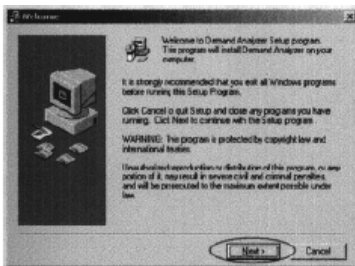 Welcome
Welcome to Demand Analyzer Setup program.
This program will install Demand Analyzer on your
computer.
It is strongly recommended that you exit all Windows programs
before running this Setup Program.
Click Cancel to quit Setup and close any programs you have
running. Click Next to continue with the Setup program.
WARNING: This program is protected by copyright law and
international treaties.
Unauthorized reproduction or distribution of this program, or any
portion of it, may result in severe civil and criminal penalties,
and will be prosecuted to the maximum extent possible under
law.
Next >
Cancel